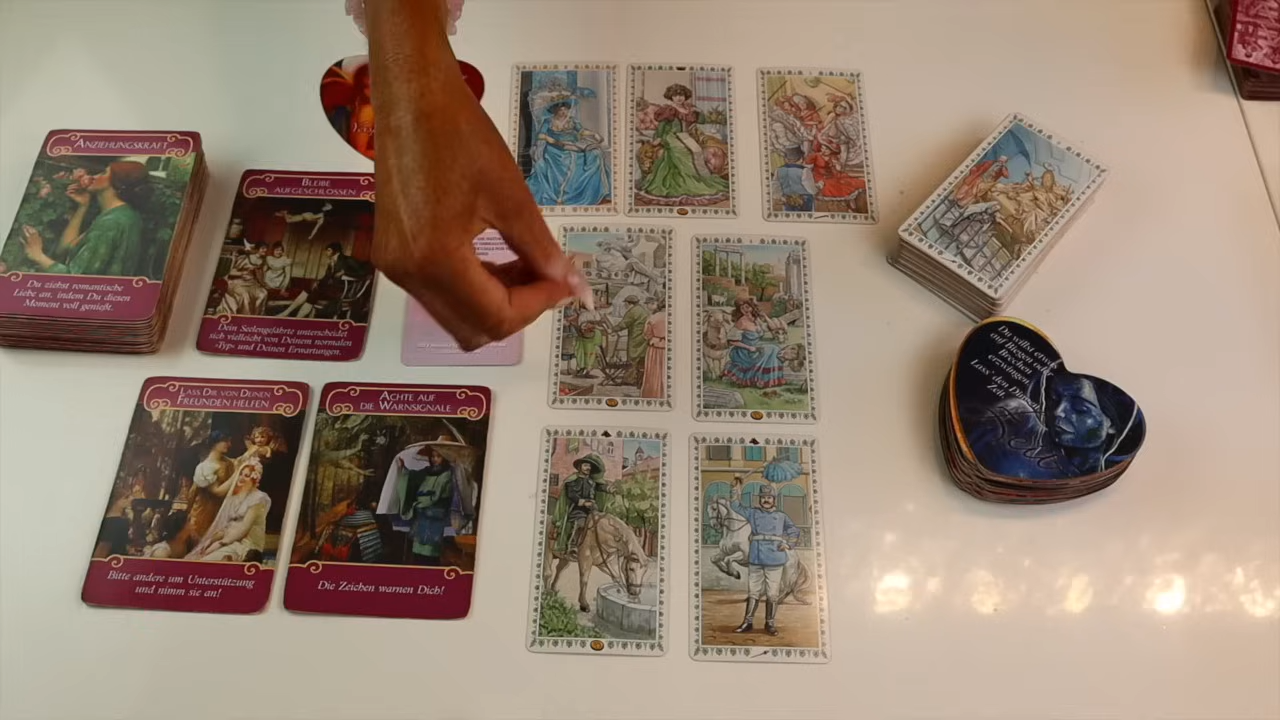 ANZIEHUNGSKRAFT
Du ziehst romantische
Liebe an, indem Du diesen
Moment voll genießt.
BLEIBE
AUFGESCHLOSSEN
Dein Seelengefährte unterscheidet
sich vielleicht von Deinem normalen
»Typ« und Deinen Erwartungen.
LASS DIR VON DEINEN
FREUNDEN HELFEN
Bitte andere um Unterstützung
und nimm sie an!
ACHTE AUF
DIE WARNSIGNALE
Die Zeichen warnen Dich!
Du willst etwas
auf Biegen oder
Brechen
erzwingen.
Lass' den Dingen
Zeit.